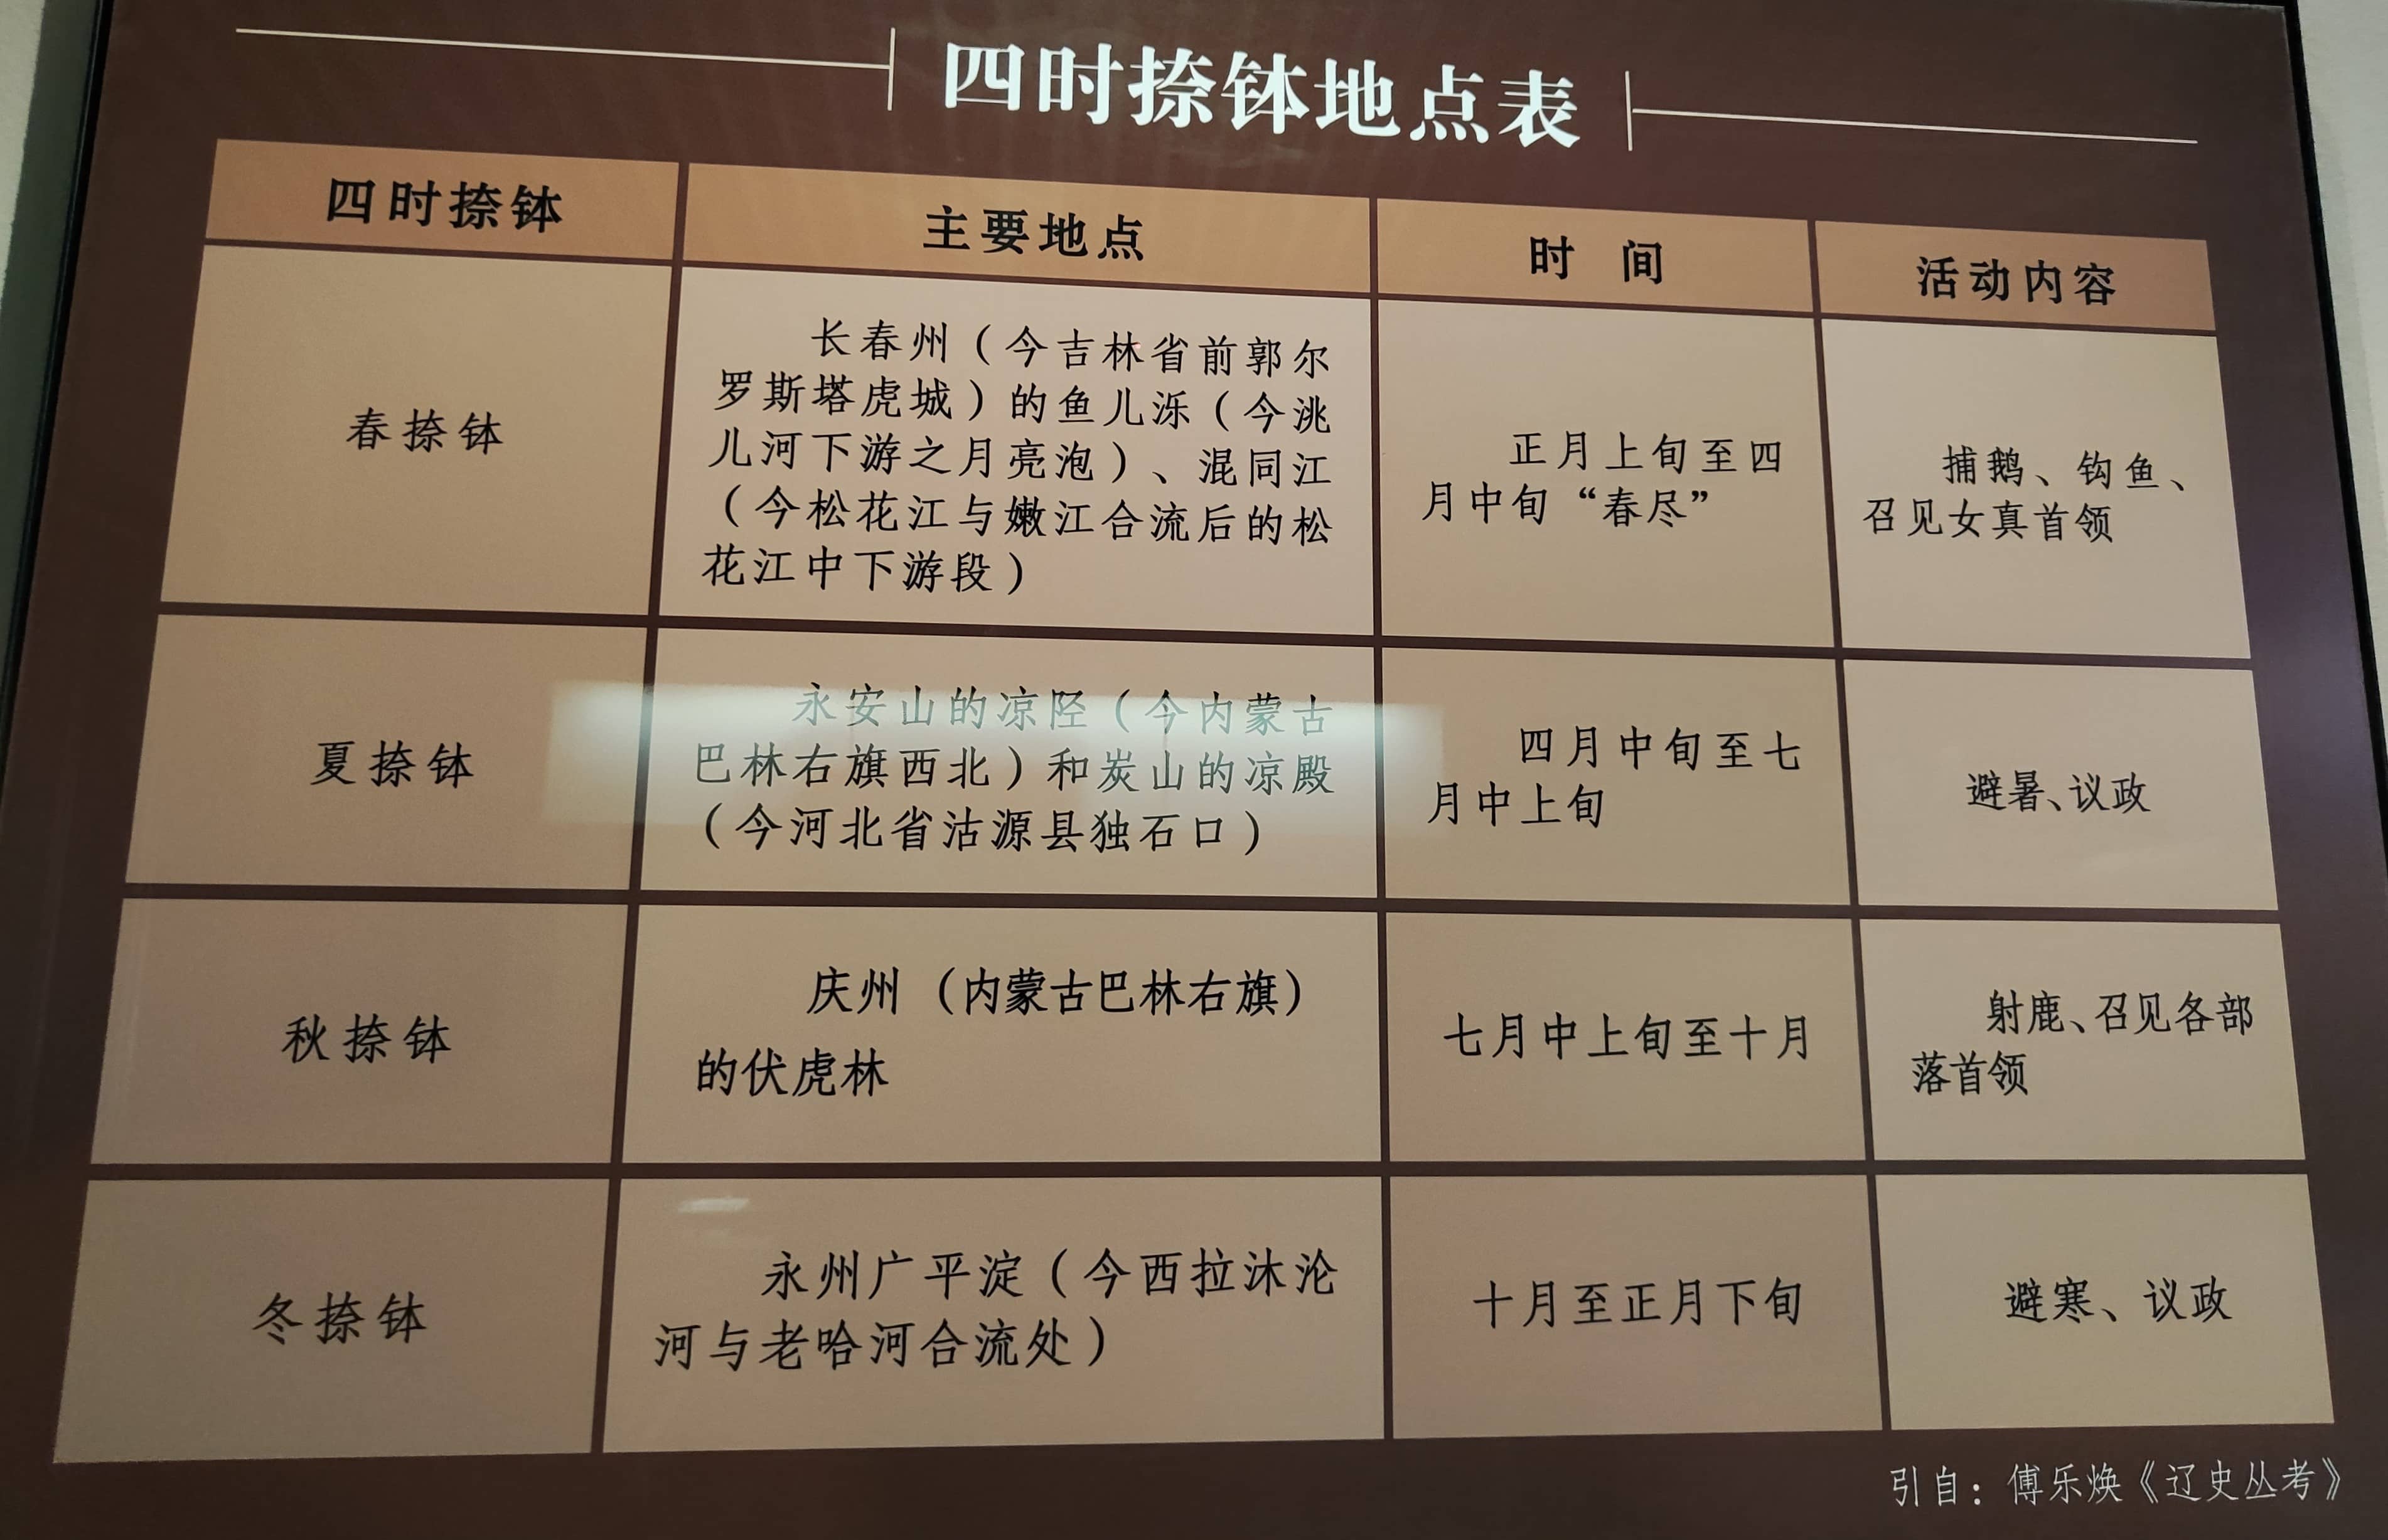 四时捺钵地点表
四时捺钵
主要地点
时 间
活动内容
春捺钵
长春州（今吉林省前郭尔
罗斯塔虎城）的鱼儿泺（今洮
儿河下游之月亮泡）、混同江
（今松花江与嫩江合流后的松
花江中下游段）
正月上旬至四
月中旬“春尽”
捕鹅、钩鱼、
召见女真首领
夏捺钵
永安山的凉陉（今内蒙古
巴林右旗西北）和炭山的凉殿
（今河北省沽源县独石口）
四月中旬至七
月中上旬
避暑、议政
秋捺钵
庆州（内蒙古巴林右旗）
的伏虎林
七月中上旬至十月
射鹿、召见各部
落首领
冬捺钵
永州广平淀（今西拉沐沦
河与老哈河合流处）
十月至正月下旬
避寒、议政
引自：傅乐焕《辽史丛考》